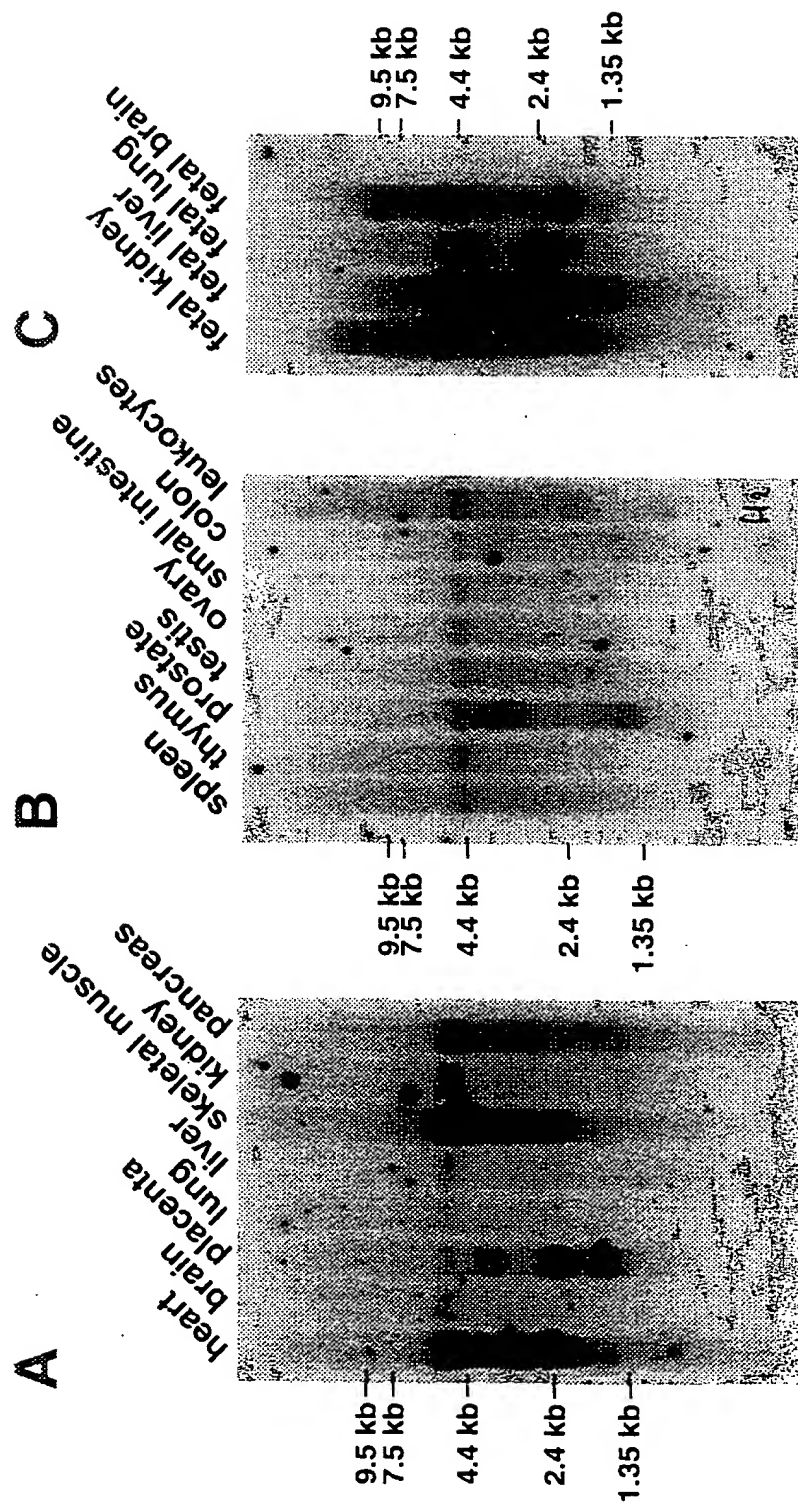 A
heart
brain
placenta
lung
liver
skeletal muscle
kidney
pancreas
9.5 kb
7.5 kb
4.4 kb
2.4 kb
1.35 kb
B
spleen
thymus
prostate
testis
ovary
small intestine
colon
leukocytes
9.5 kb
7.5 kb
4.4 kb
2.4 kb
1.35 kb
C
fetal kidney
fetal liver
fetal lung
fetal brain
9.5 kb
7.5 kb
4.4 kb
2.4 kb
1.35 kb